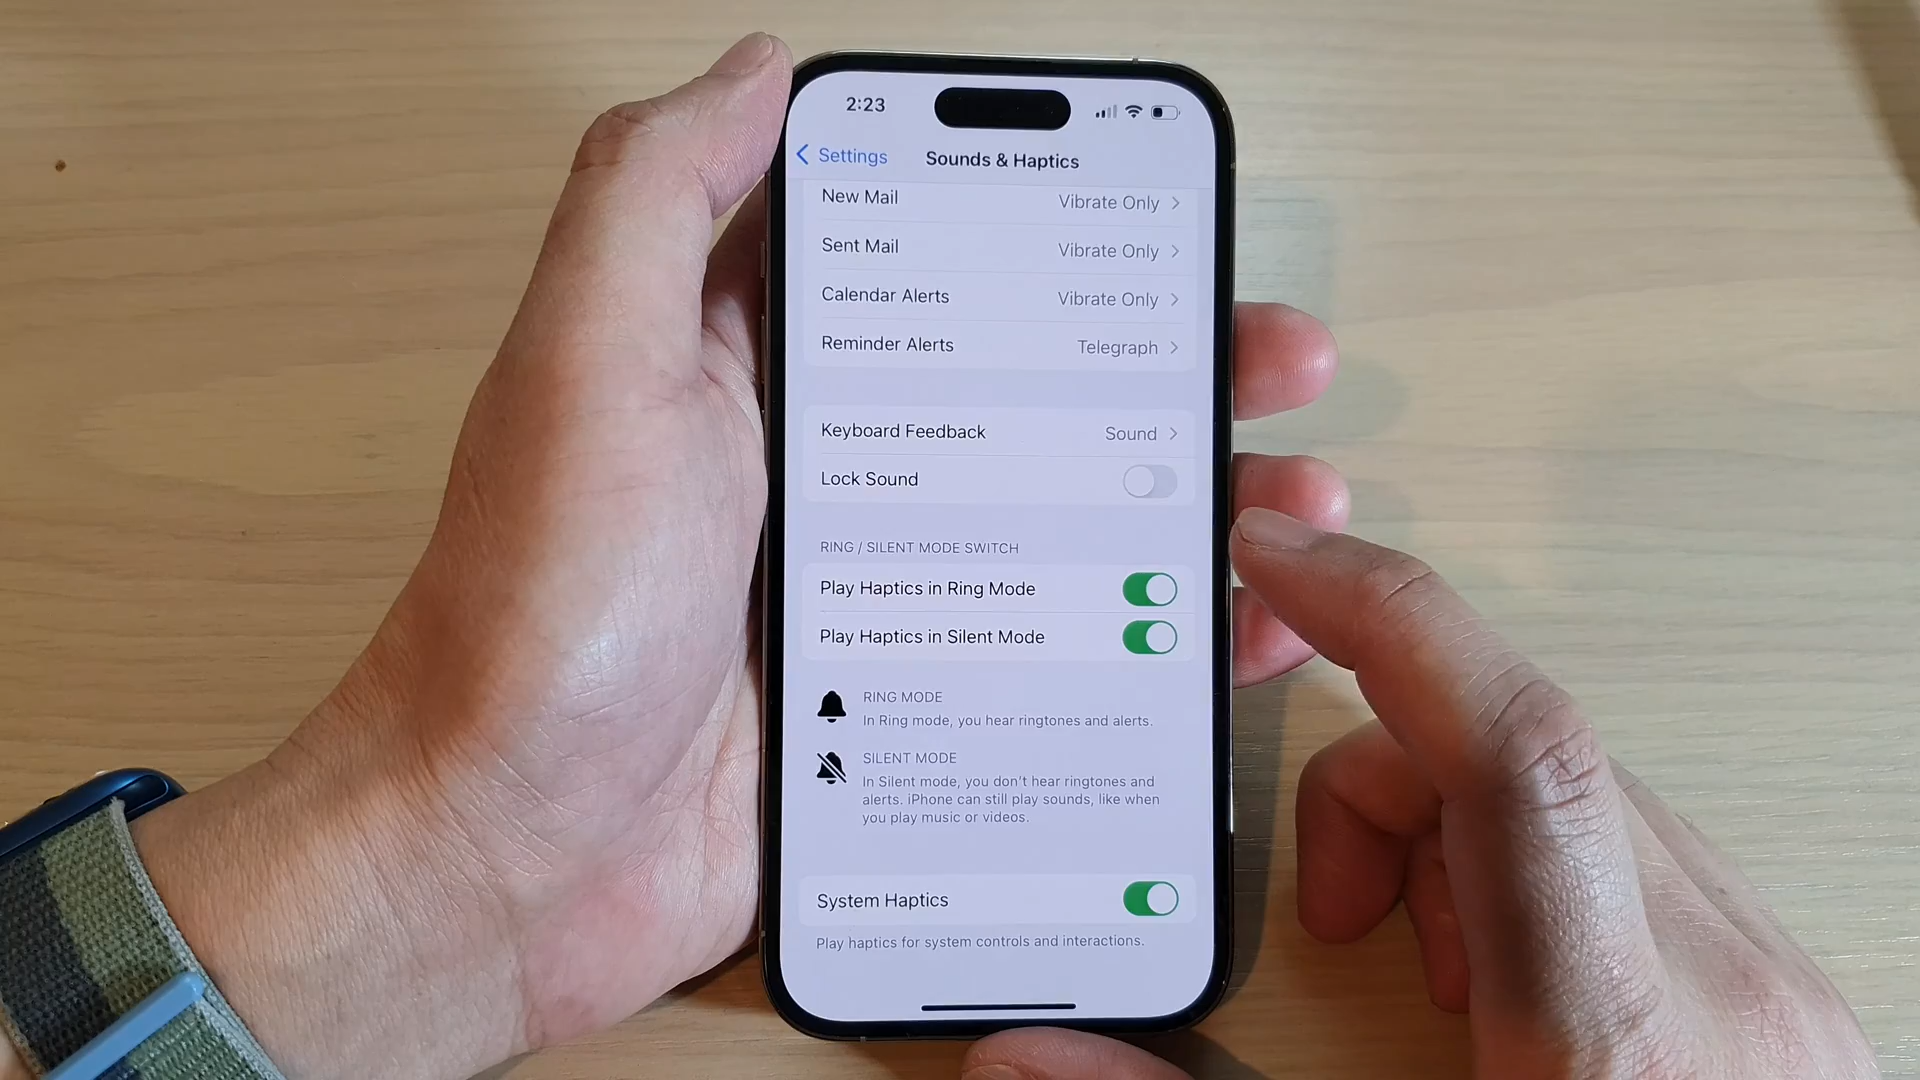 2:23
Settings
Sounds & Haptics
New Mail Vibrate Only
Sent Mail Vibrate Only
Calendar Alerts Vibrate Only
Reminder Alerts Telegraph
Keyboard Feedback Sound
Lock Sound
RING / SILENT MODE SWITCH
Play Haptics in Ring Mode
Play Haptics in Silent Mode
RING MODE
In Ring mode, you hear ringtones and alerts.
SILENT MODE
In Silent mode, you don't hear ringtones and
alerts. iPhone can still play sounds, like when
you play music or videos.
System Haptics
Play haptics for system controls and interactions.